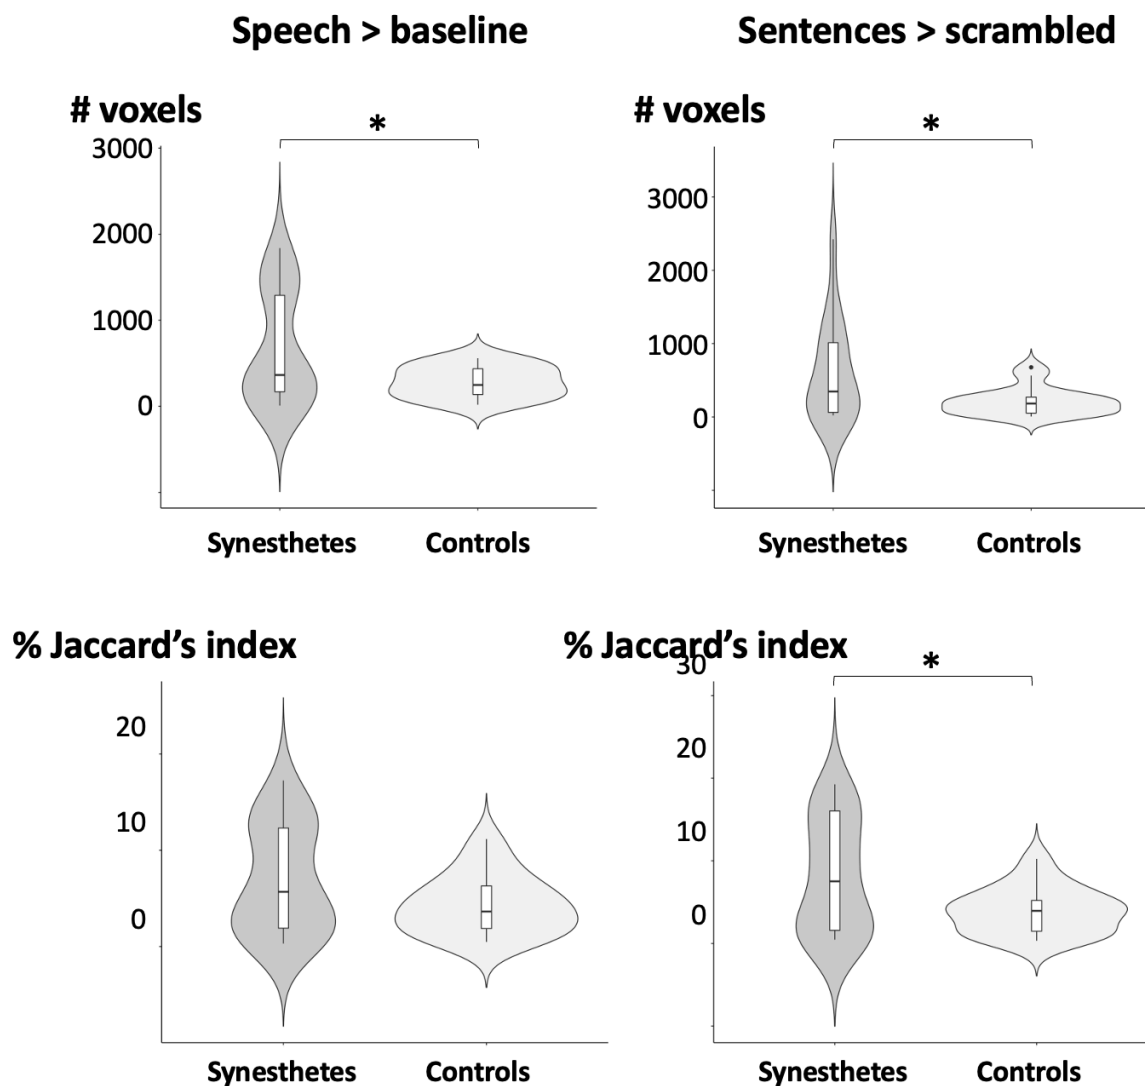 Speech > baseline
Sentences > scrambled
# voxels
# voxels
*
*
3000
2000
1000
0
3000
2000
1000
0
Synesthetes
Controls
Synesthetes
Controls
% Jaccard's index
% Jaccard's index
*
20
10
0
30
20
10
0
Synesthetes
Controls
Synesthetes
Controls